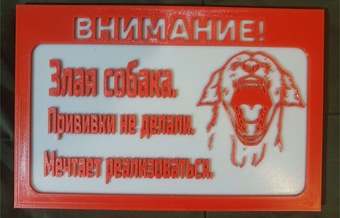 ВНИМАНИЕ!
Злая собака.
Прививки не делали.
Мечтает реализоваться.